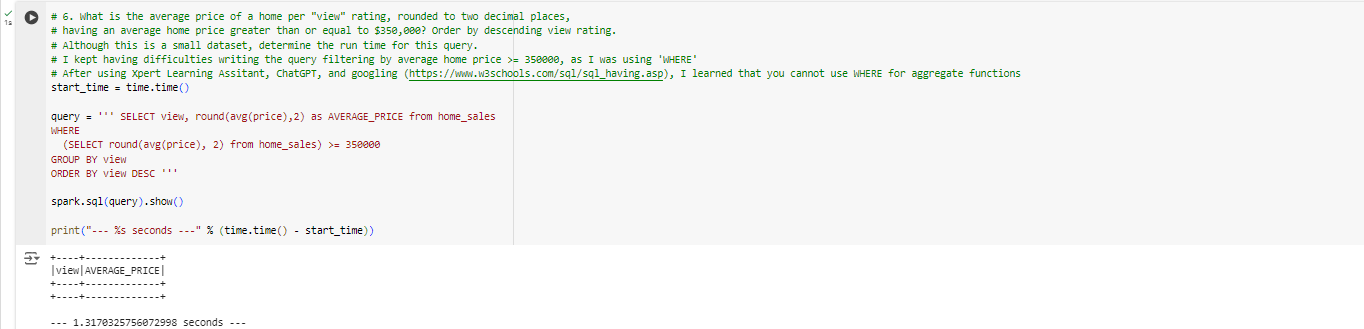 # 6. What is the average price of a home per "view" rating, rounded to two decimal places,
# having an average home price greater than or equal to $350,000? Order by descending view rating.
# Although this is a small dataset, determine the run time for this query.
# I kept having difficulties writing the query filtering by average home price >= 350000, as I was using 'WHERE'
# After using Xpert Learning Assitant, ChatGPT, and googling (https://www.w3schools.com/sql/sql_having.asp), I learned that you cannot use WHERE for aggregate functions
1s
start_time = time.time()
query = ''' SELECT view, round(avg(price),2) as AVERAGE_PRICE from home_sales
WHERE
(SELECT round(avg(price), 2) from home_sales) >= 350000
GROUP BY view
ORDER BY view DESC '''
spark.sql(query).show()
print("--- %s seconds ---" % (time.time() - start_time))
+----+-------------+
|view|AVERAGE_PRICE|
+----+-------------+
+----+-------------+
--- 1.3170325756072998 seconds ---